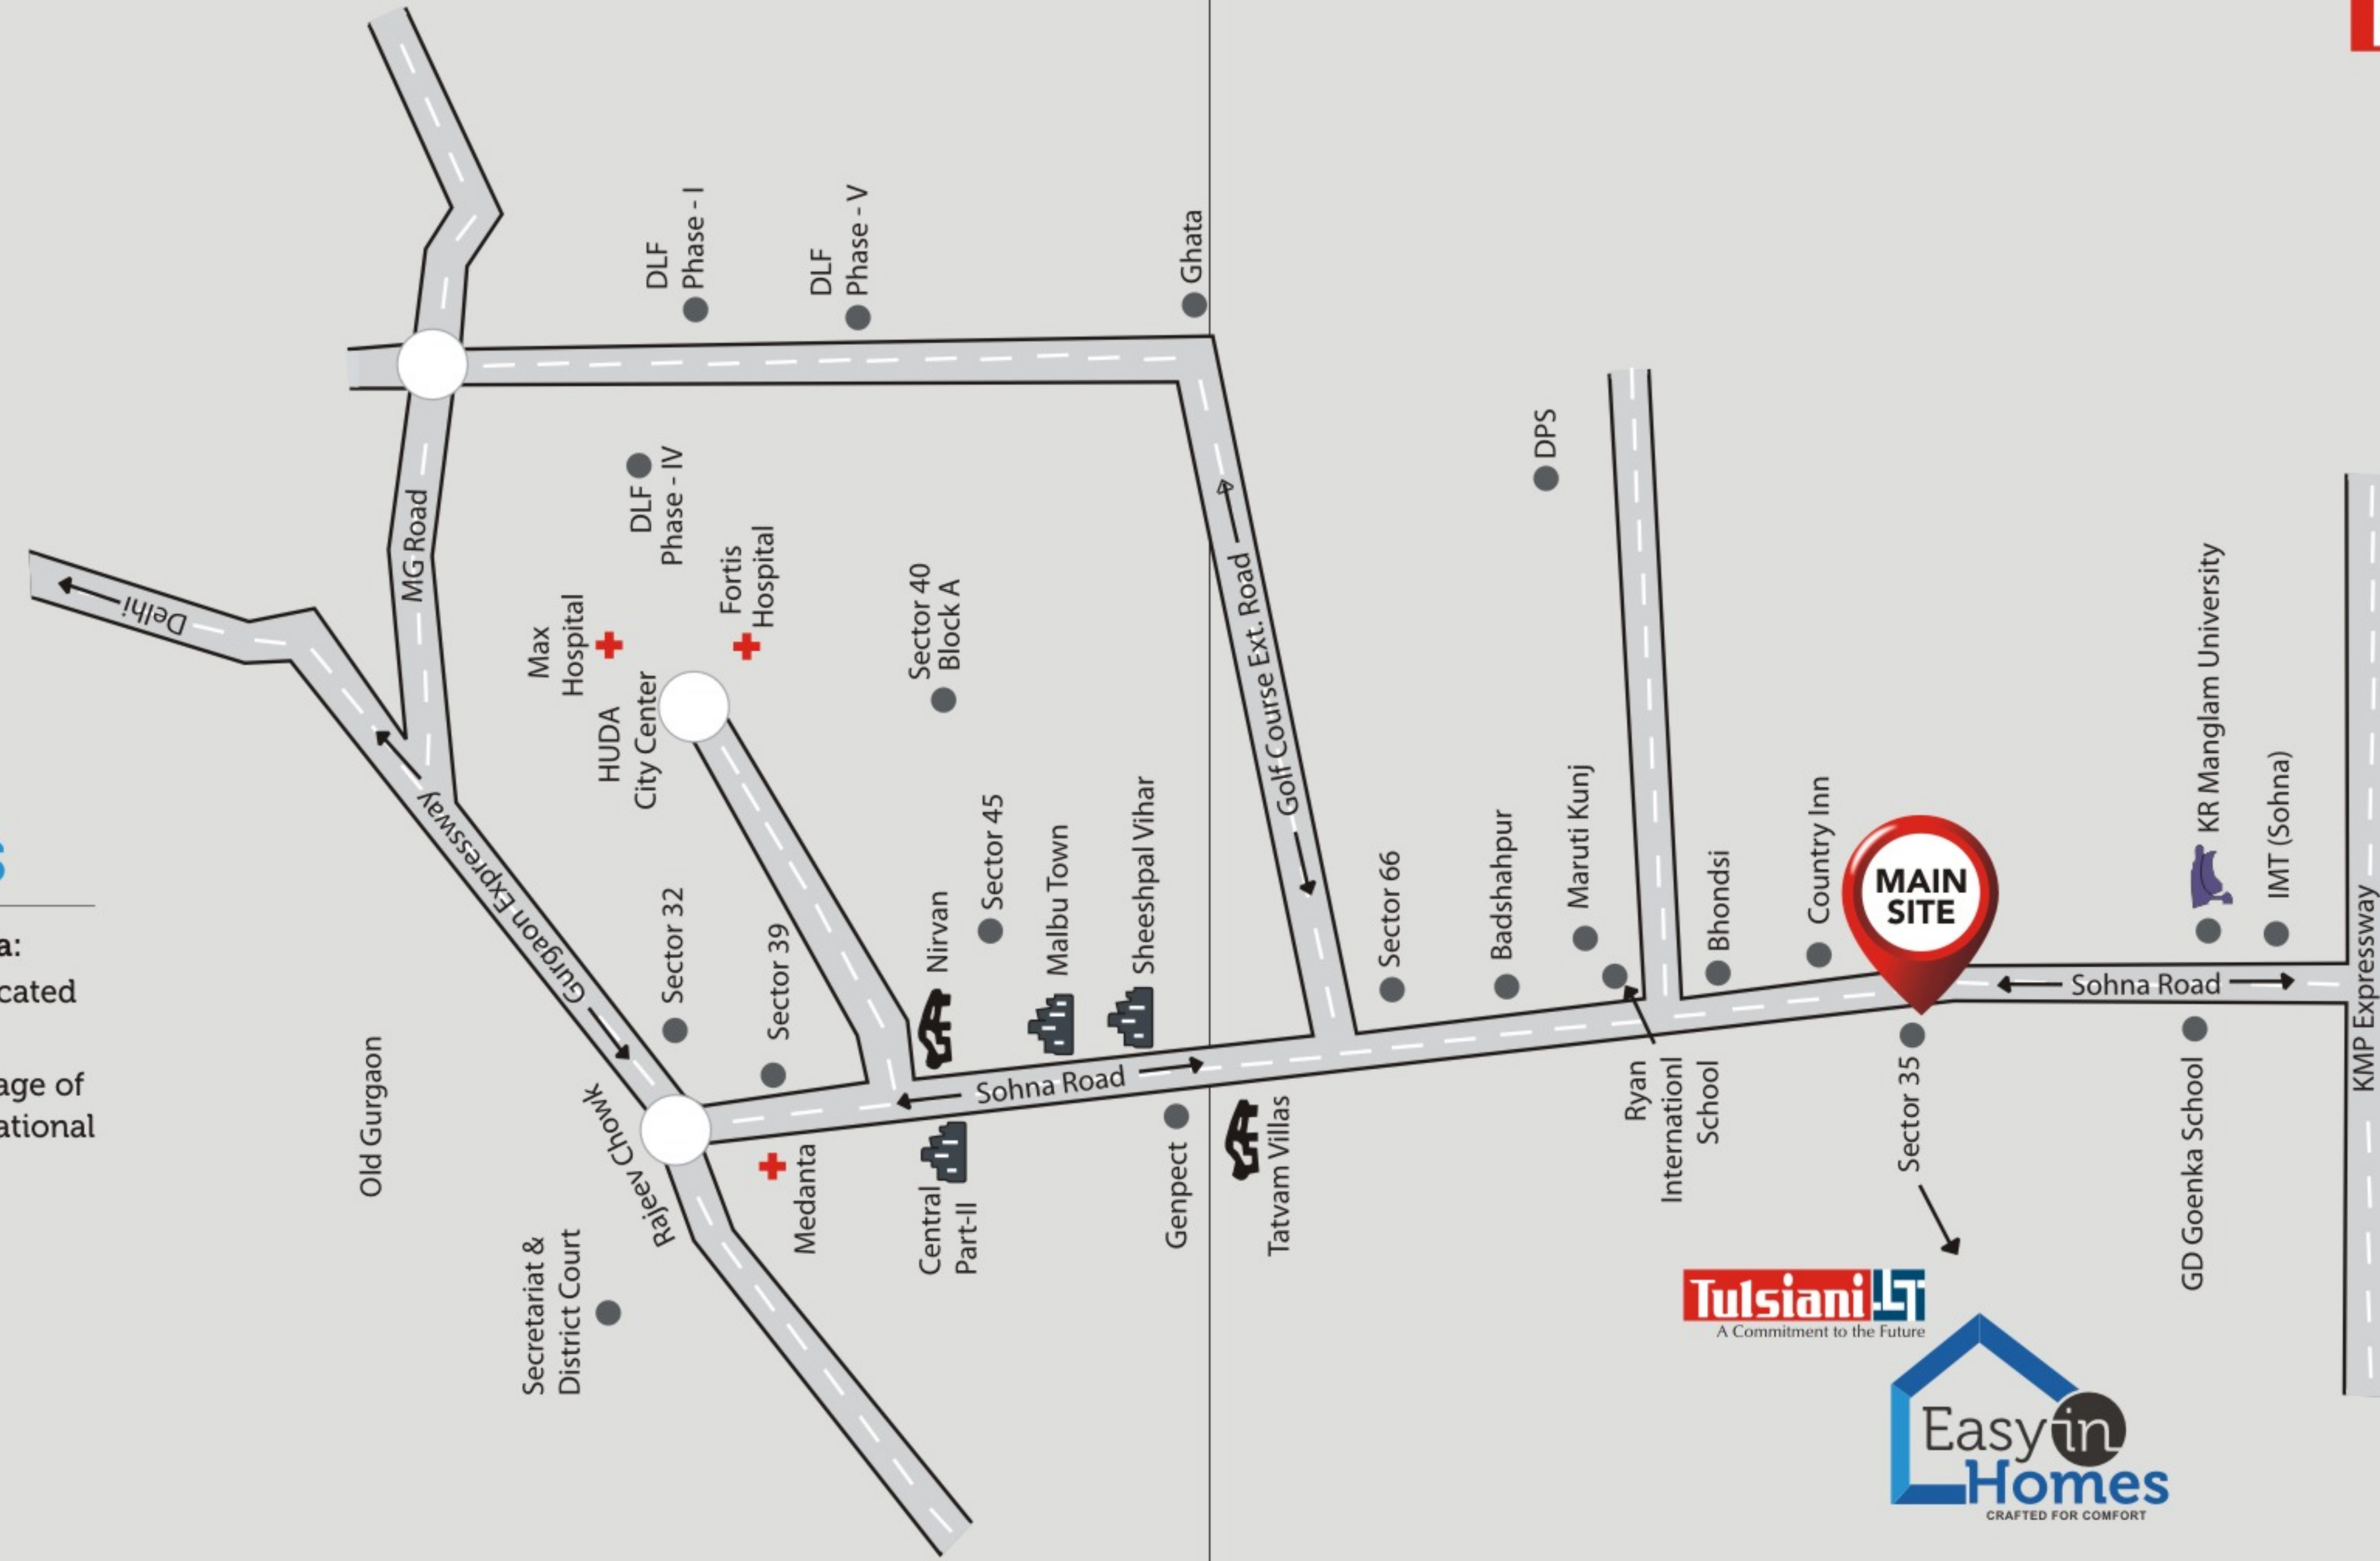 a:
cated
age of
ational
Delhi
MG Road
Gurgaon Expressway
Old Gurgaon
Rajeev Chowk
Secretariat &
District Court
DLF
Phase - I
DLF
Phase - V
Ghata
DLF
Phase - IV
Max
Hospital
Fortis
Hospital
HUDA
City Center
Sector 40
Block A
Sector 32
Sector 39
Nirvan
Sector 45
Malbu Town
Sheeshpal Vihar
Golf Course Ext. Road
Medanta
Central
Part-II
Sohna Road
Genpect
Tatvam Villas
Sector 66
Badshahpur
Maruti Kunj
DPS
Ryan
Internationl
School
Bhondsi
Country Inn
MAIN
SITE
Sector 35
Sohna Road
KR Manglam University
IMT (Sohna)
GD Goenka School
KMP Expressway
Tulsiani
A Commitment to the Future
Easy in
Homes
CRAFTED FOR COMFORT